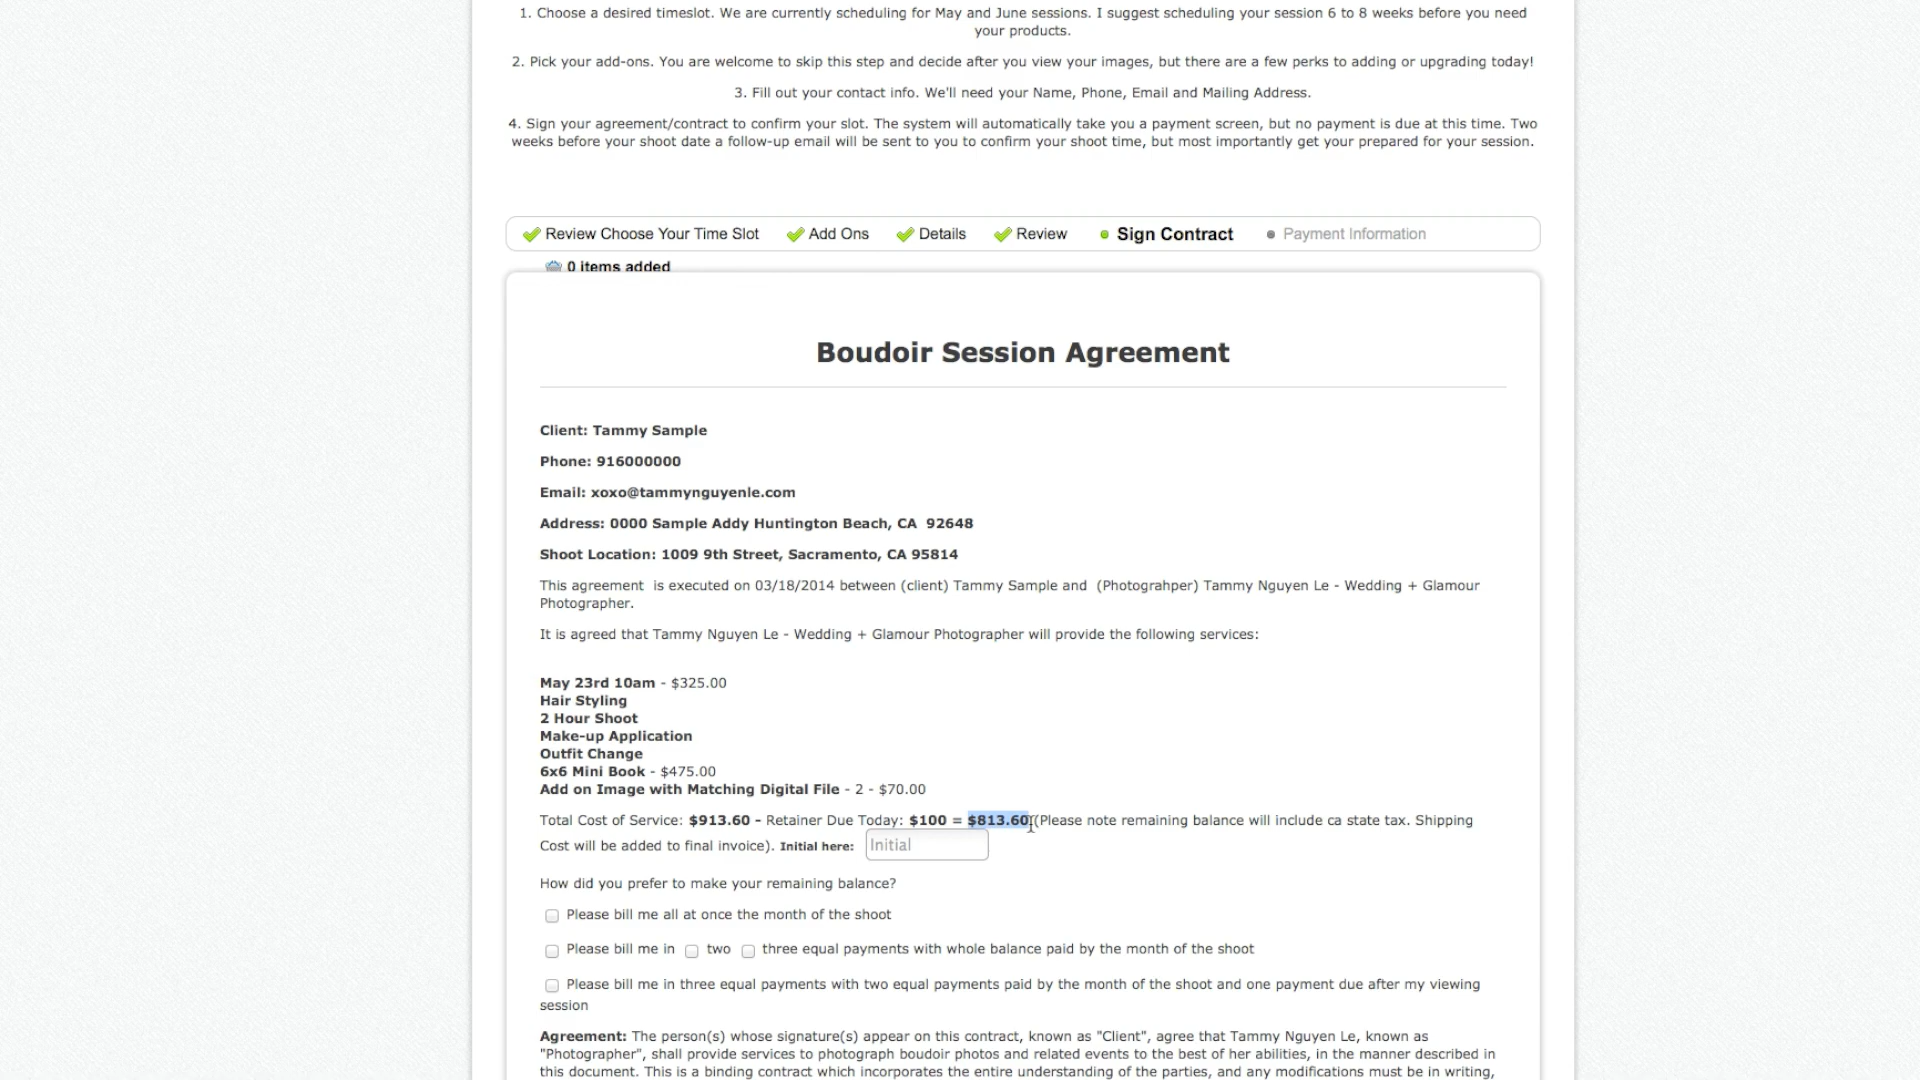 1. Choose a desired timeslot. We are currently scheduling for May and June sessions. I suggest scheduling your session 6 to 8 weeks before you need
your products.
2. Pick your add-ons. You are welcome to skip this step and decide after you view your images, but there are a few perks to adding or upgrading today!
3. Fill out your contact info. We'll need your Name, Phone, Email and Mailing Address.
4. Sign your agreement/contract to confirm your slot. The system will automatically take you a payment screen, but no payment is due at this time. Two
weeks before your shoot date a follow-up email will be sent to you to confirm your shoot time, but most importantly get your prepared for your session.
Review Choose Your Time Slot Add Ons Details Review Sign Contract Payment Information
0 items added
Boudoir Session Agreement
Client: Tammy Sample
Phone: 916000000
Email: xoxo@tammynguyenle.com
Address: 0000 Sample Addy Huntington Beach, CA 92648
Shoot Location: 1009 9th Street, Sacramento, CA 95814
This agreement is executed on 03/18/2014 between (client) Tammy Sample and (Photograhper) Tammy Nguyen Le - Wedding + Glamour
Photographer.
It is agreed that Tammy Nguyen Le - Wedding + Glamour Photographer will provide the following services:
May 23rd 10am - $325.00
Hair Styling
2 Hour Shoot
Make-up Application
Outfit Change
6x6 Mini Book - $475.00
Add on Image with Matching Digital File - 2 - $70.00
Total Cost of Service: $913.60 - Retainer Due Today: $100 = $813.60 (Please note remaining balance will include ca state tax. Shipping
Cost will be added to final invoice). Initial here: Initial
How did you prefer to make your remaining balance?
Please bill me all at once the month of the shoot
Please bill me in two three equal payments with whole balance paid by the month of the shoot
Please bill me in three equal payments with two equal payments paid by the month of the shoot and one payment due after my viewing
session
Agreement: The person(s) whose signature(s) appear on this contract, known as "Client", agree that Tammy Nguyen Le, known as
"Photographer", shall provide services to photograph boudoir photos and related events to the best of her abilities, in the manner described in
this document. This is a binding contract which incorporates the entire understanding of the parties, and any modifications must be in writing,